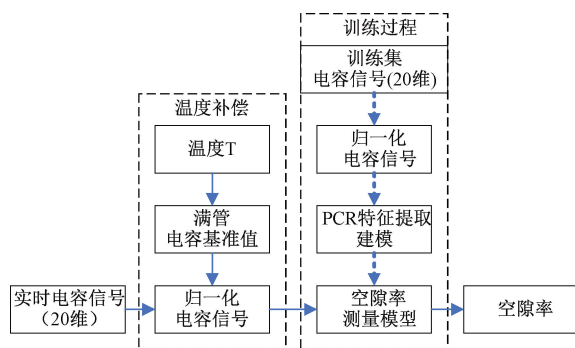 训练过程
训练集
电容信号(20维)
温度补偿
温度T
归一化
电容信号
满管
电容基准值
PCR特征提取
建模
实时电容信号
（20维）
归一化
电容信号
空隙率
测量模型
空隙率